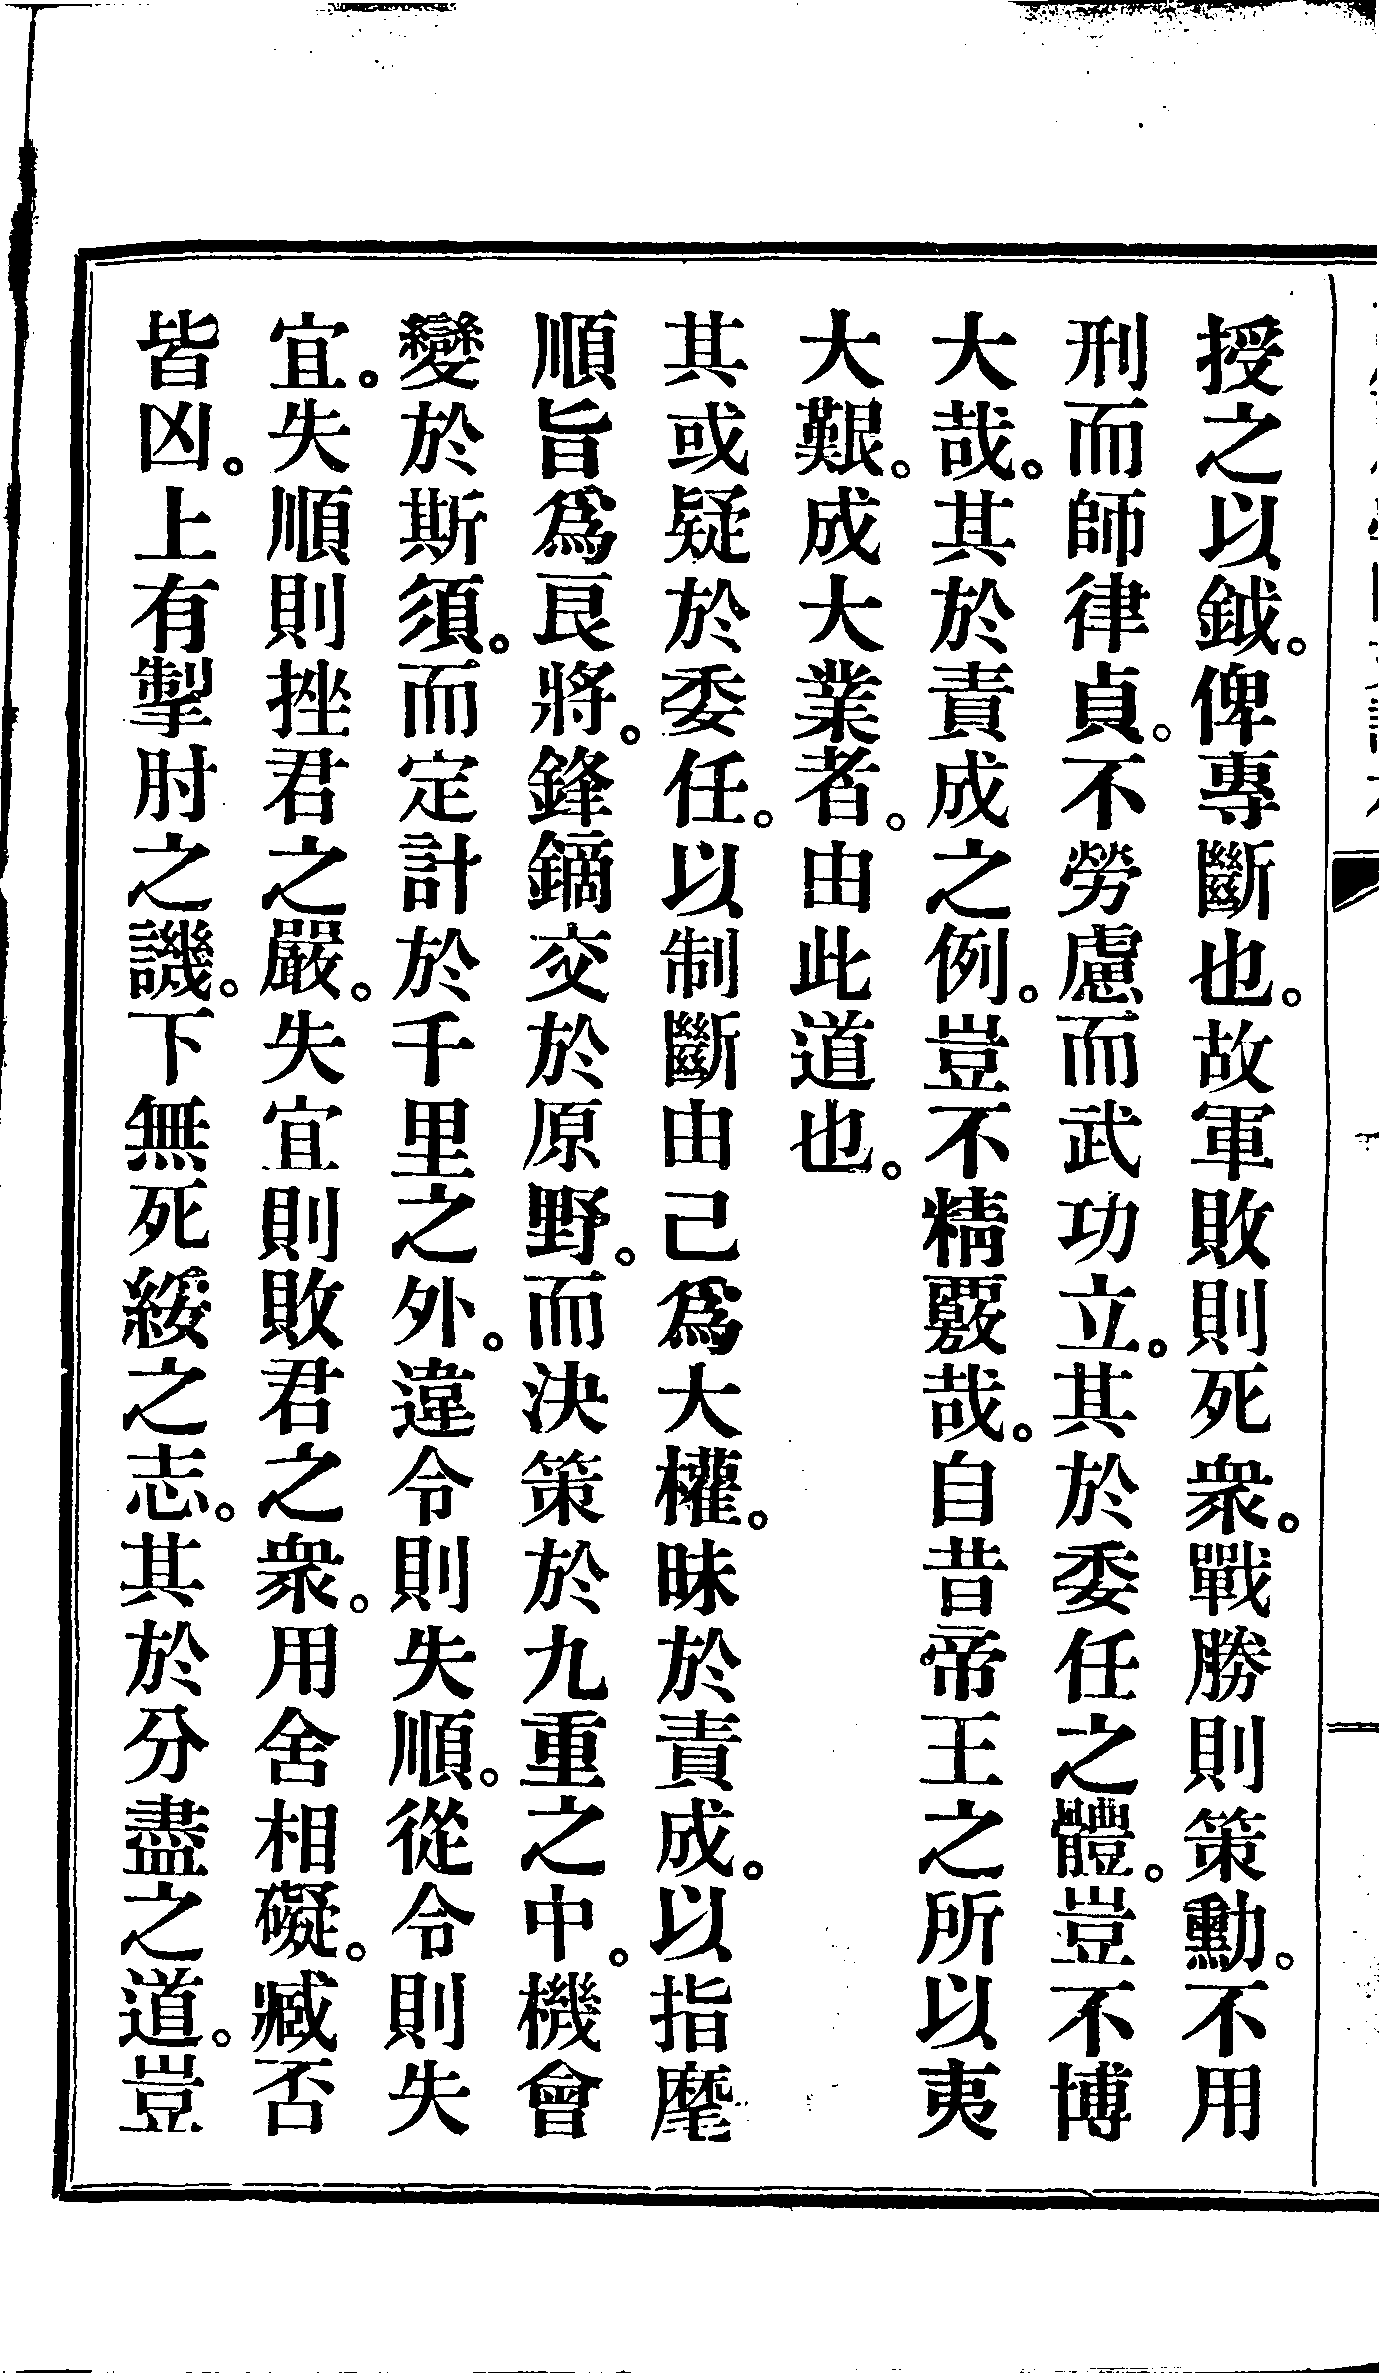 授之以鉞。俾專斷也。故軍敗則死衆。戰勝則策勳。不用
刑而師律貞。不勞慮而武功立。其於委任之體。豈不博
大哉。其於責成之例。豈不精覈哉。自昔帝王之所以夷
大艱。成大業者。由此道也。
其或疑於委任。以制斷由己爲大權。昧於責成。以指麾
順旨爲良將。鋒鏑交於原野。而決策於九重之中。機會
變於斯須。而定計於千里之外。違令則失順。從令則失
宜。失順則挫君之嚴。失宜則敗君之衆。用舍相礙。臧否
皆凶。上有掣肘之譏。下無死綏之志。其於分盡之道。豈